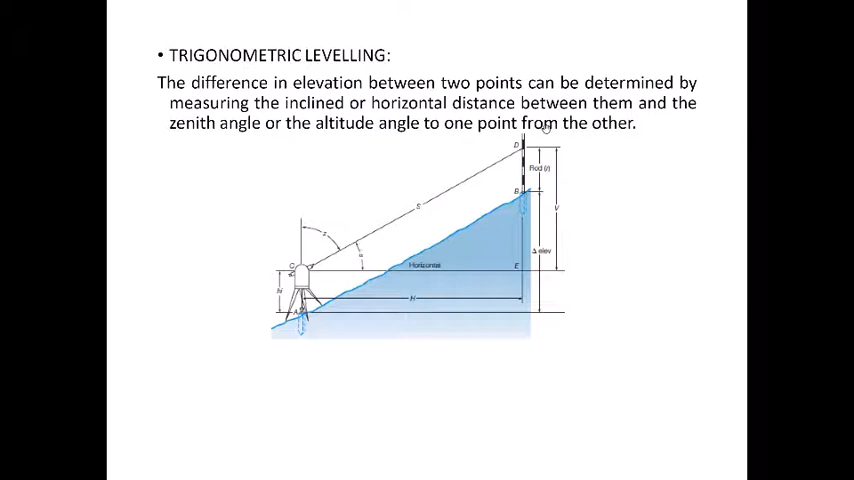 • TRIGONOMETRIC LEVELLING:
The difference in elevation between two points can be determined by
measuring the inclined or horizontal distance between them and the
zenith angle or the altitude angle to one point from the other.
D
Rod (r)
B
S
V
z
α
Δ elev
C
Horizontal
E
hi
H
A